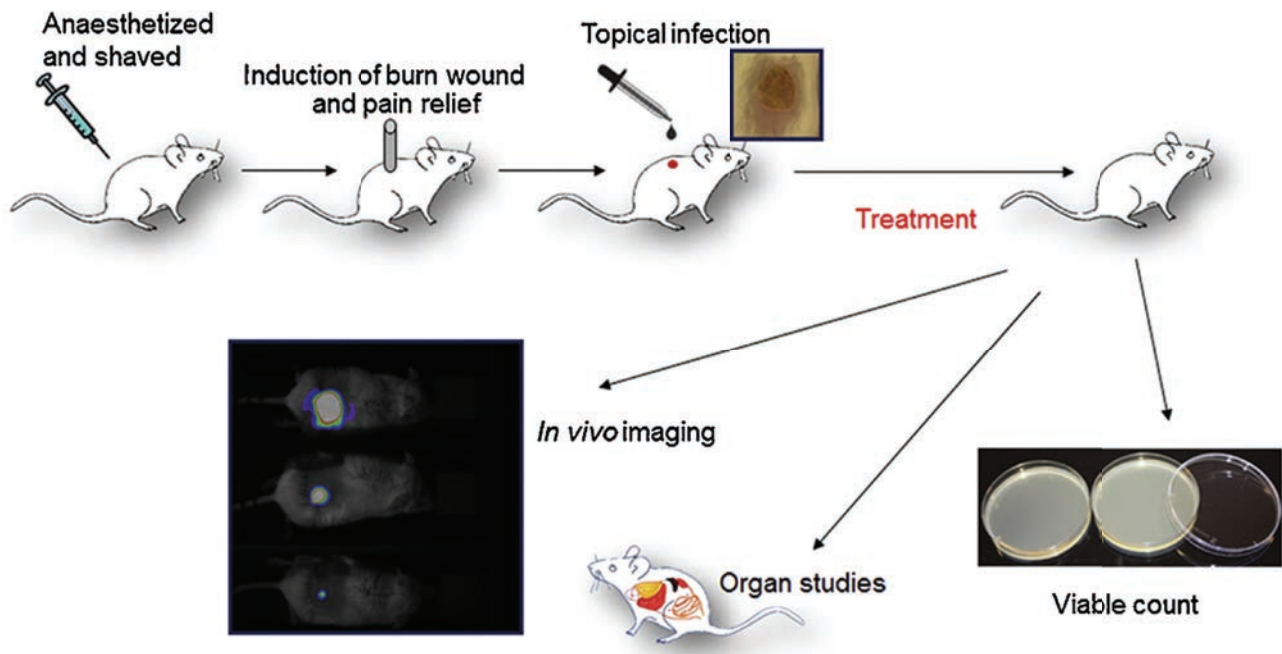 Anaesthetized
and shaved
Induction of burn wound
and pain relief
Topical infection
Treatment
In vivo imaging
Organ studies
Viable count